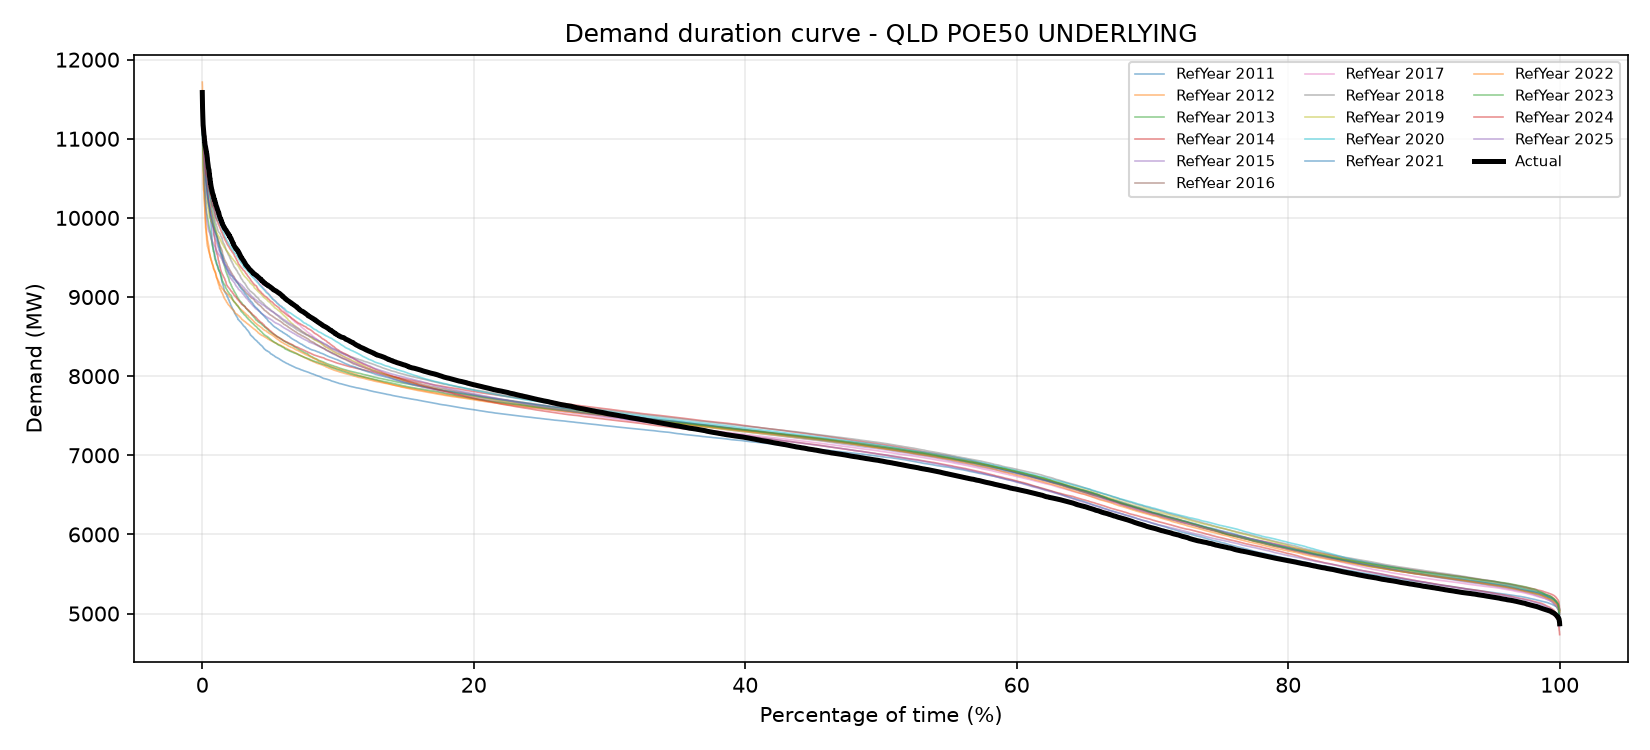 Demand duration curve - QLD POE50 UNDERLYING
12000
11000
10000
9000
8000
7000
6000
5000
Demand (MW)
RefYear 2011
RefYear 2012
RefYear 2013
RefYear 2014
RefYear 2015
RefYear 2016
RefYear 2017
RefYear 2018
RefYear 2019
RefYear 2020
RefYear 2021
RefYear 2022
RefYear 2023
RefYear 2024
RefYear 2025
Actual
0 20 40 60 80 100
Percentage of time (%)